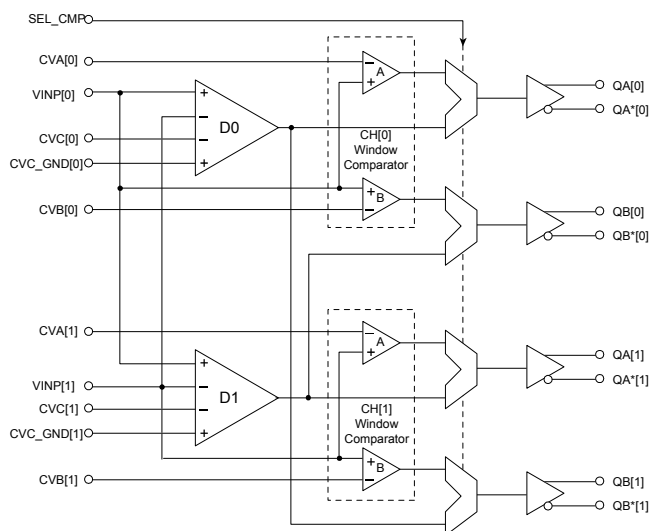 SEL_CMP
CVA[0]
VINP[0]
CVC[0]
CVC_GND[0]
CVB[0]
+
−
−
+
D0
−
A
+
CH[0]
Window
Comparator
+
B
−
QA[0]
QA*[0]
QB[0]
QB*[0]
CVA[1]
VINP[1]
CVC[1]
CVC_GND[1]
CVB[1]
+
−
−
+
D1
−
A
+
CH[1]
Window
Comparator
+
B
−
QA[1]
QA*[1]
QB[1]
QB*[1]